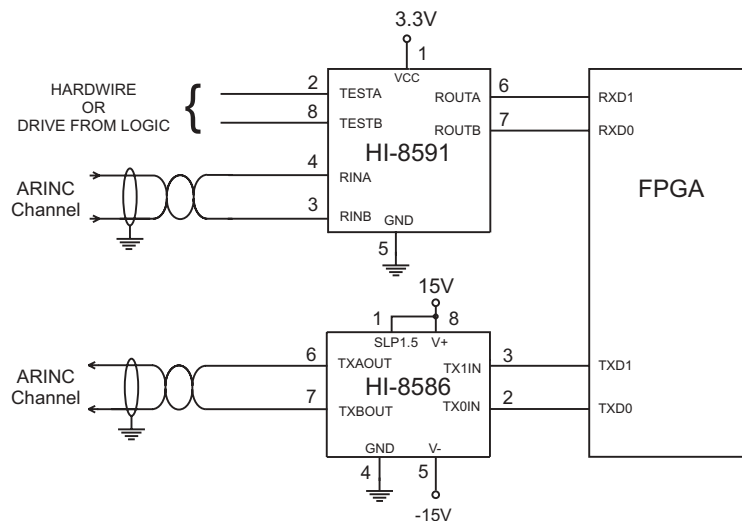 3.3V
1
VCC
HARDWIRE
OR
DRIVE FROM LOGIC
{
2
TESTA
8
TESTB
ROUTA
6
RXD1
ROUTB
7
RXD0
HI-8591
FPGA
ARINC
Channel
4
RINA
3
RINB
GND
5
15V
1
8
SLP1.5
V+
ARINC
Channel
6
TXAOUT
7
TXBOUT
TX1IN
3
TXD1
HI-8586
TX0IN
2
TXD0
GND
V-
4
5
-15V